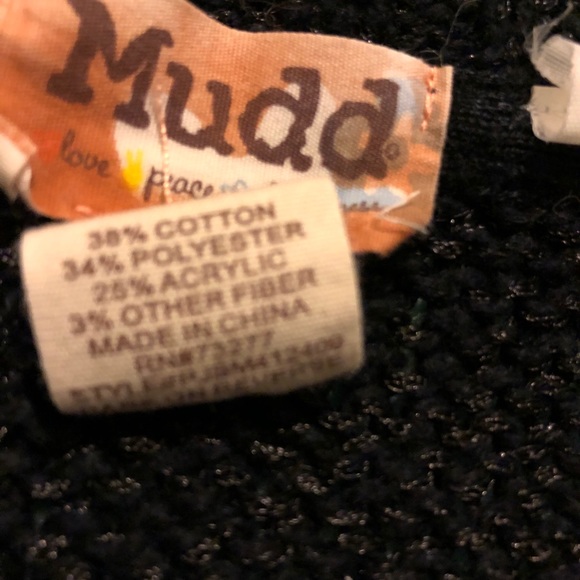 Mudd®
love peace
38% COTTON
34% POLYESTER
25% ACRYLIC
3% OTHER FIBER
MADE IN CHINA
RN#73277